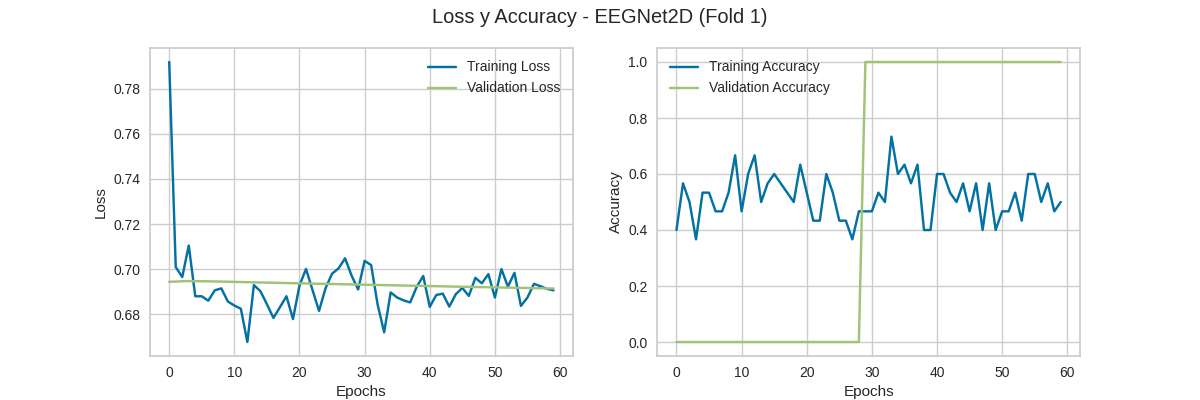 Loss y Accuracy - EEGNet2D (Fold 1)
Training Loss
Validation Loss
0.78
0.76
0.74
0.72
0.70
0.68
Loss
0 10 20 30 40 50 60
Epochs
Training Accuracy
Validation Accuracy
1.0
0.8
0.6
0.4
0.2
0.0
Accuracy
0 10 20 30 40 50 60
Epochs